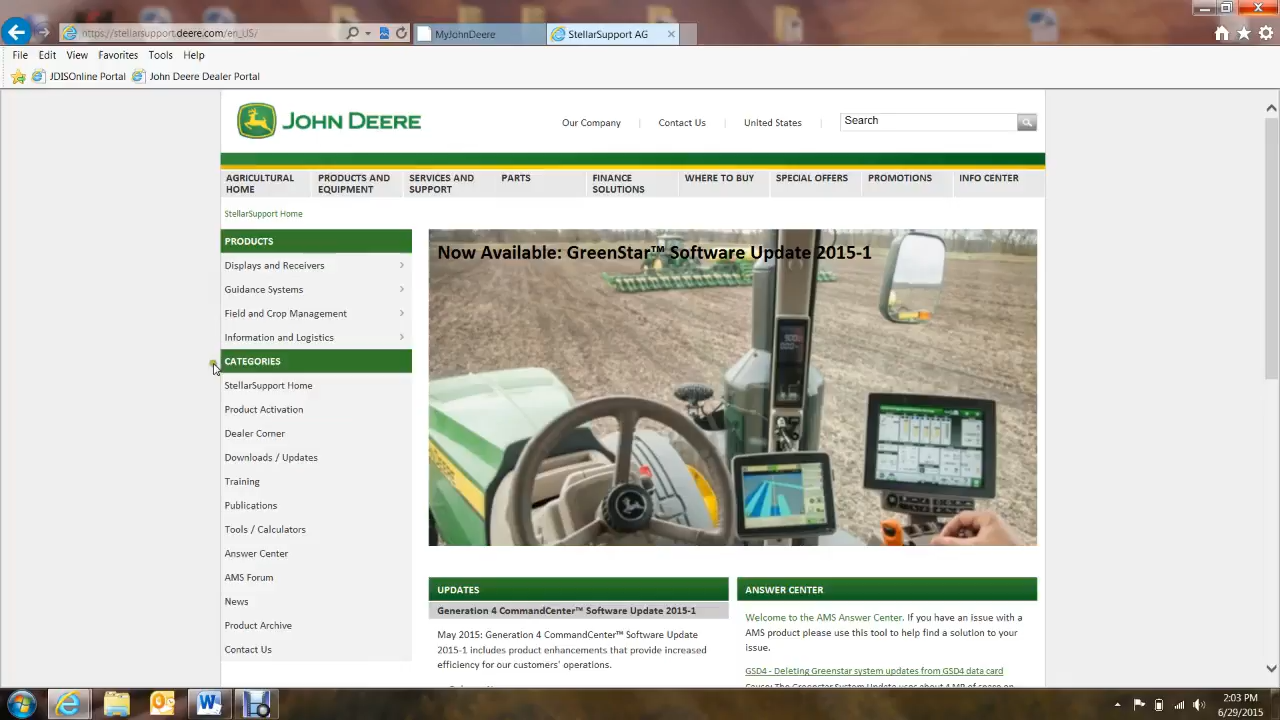 https://stellarsupport.deere.com/en_US/
MyJohnDeere
StellarSupport AG
File Edit View Favorites Tools Help
JDISOnline Portal John Deere Dealer Portal
JOHN DEERE
Our Company | Contact Us | United States | Search
AGRICULTURAL HOME
PRODUCTS AND EQUIPMENT
SERVICES AND SUPPORT
PARTS
FINANCE SOLUTIONS
WHERE TO BUY
SPECIAL OFFERS
PROMOTIONS
INFO CENTER
StellarSupport Home
PRODUCTS
Displays and Receivers
Guidance Systems
Field and Crop Management
Information and Logistics
CATEGORIES
StellarSupport Home
Product Activation
Dealer Corner
Downloads / Updates
Training
Publications
Tools / Calculators
Answer Center
AMS Forum
News
Product Archive
Contact Us
Now Available: GreenStar™ Software Update 2015-1
UPDATES
Generation 4 CommandCenter™ Software Update 2015-1
May 2015: Generation 4 CommandCenter™ Software Update
2015-1 includes product enhancements that provide increased
efficiency for our customers' operations.
ANSWER CENTER
Welcome to the AMS Answer Center. If you have an issue with a
AMS product please use this tool to help find a solution to your
issue.
GSD4 - Deleting Greenstar system updates from GSD4 data card
2:03 PM
6/29/2015